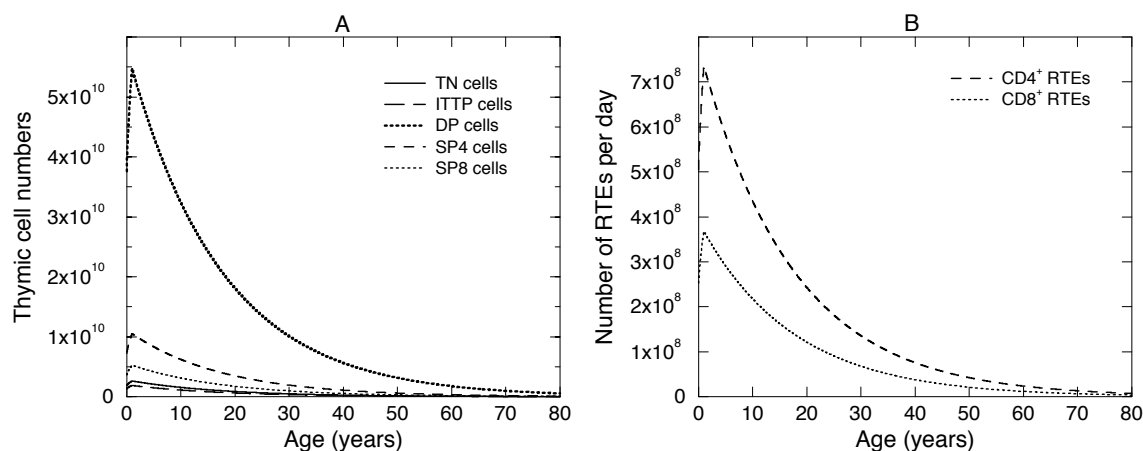 A
Thymic cell numbers
5x10^10
4x10^10
3x10^10
2x10^10
1x10^10
0
0 10 20 30 40 50 60 70 80
Age (years)
TN cells
ITTP cells
DP cells
SP4 cells
SP8 cells
B
Number of RTEs per day
7x10^8
6x10^8
5x10^8
4x10^8
3x10^8
2x10^8
1x10^8
0
0 10 20 30 40 50 60 70 80
Age (years)
CD4⁺ RTEs
CD8⁺ RTEs